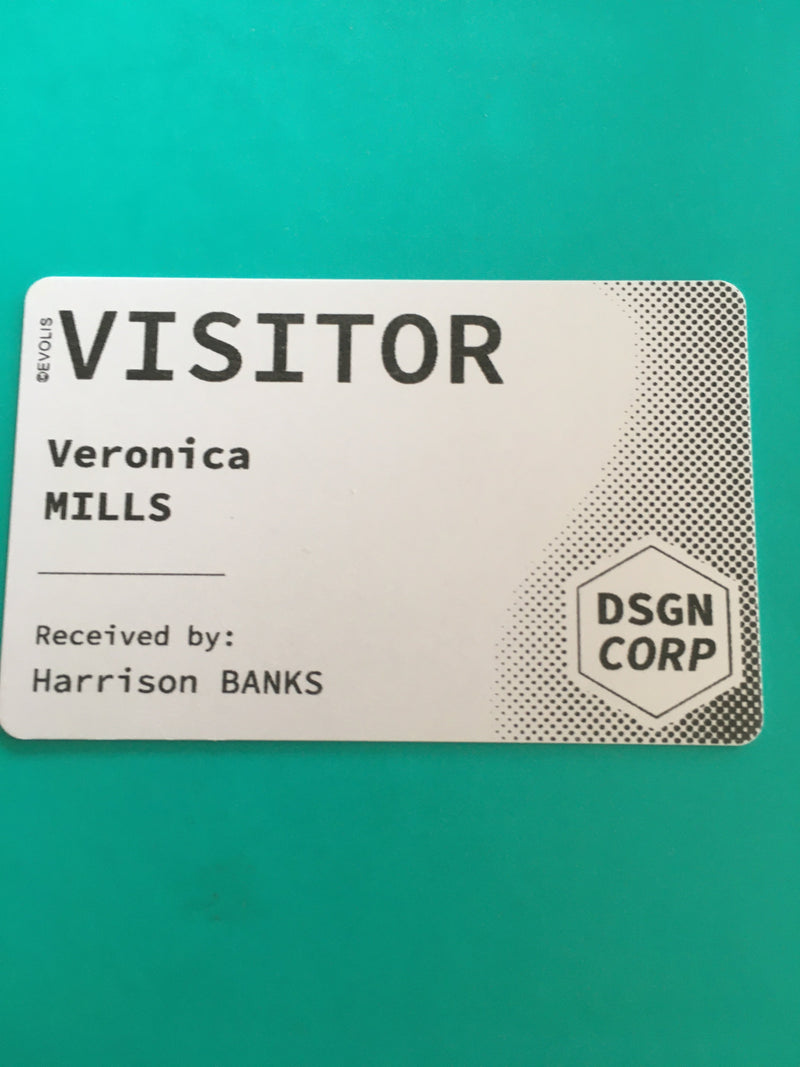 ©EVOLIS
VISITOR
Veronica
MILLS
Received by:
Harrison BANKS
DSGN
CORP